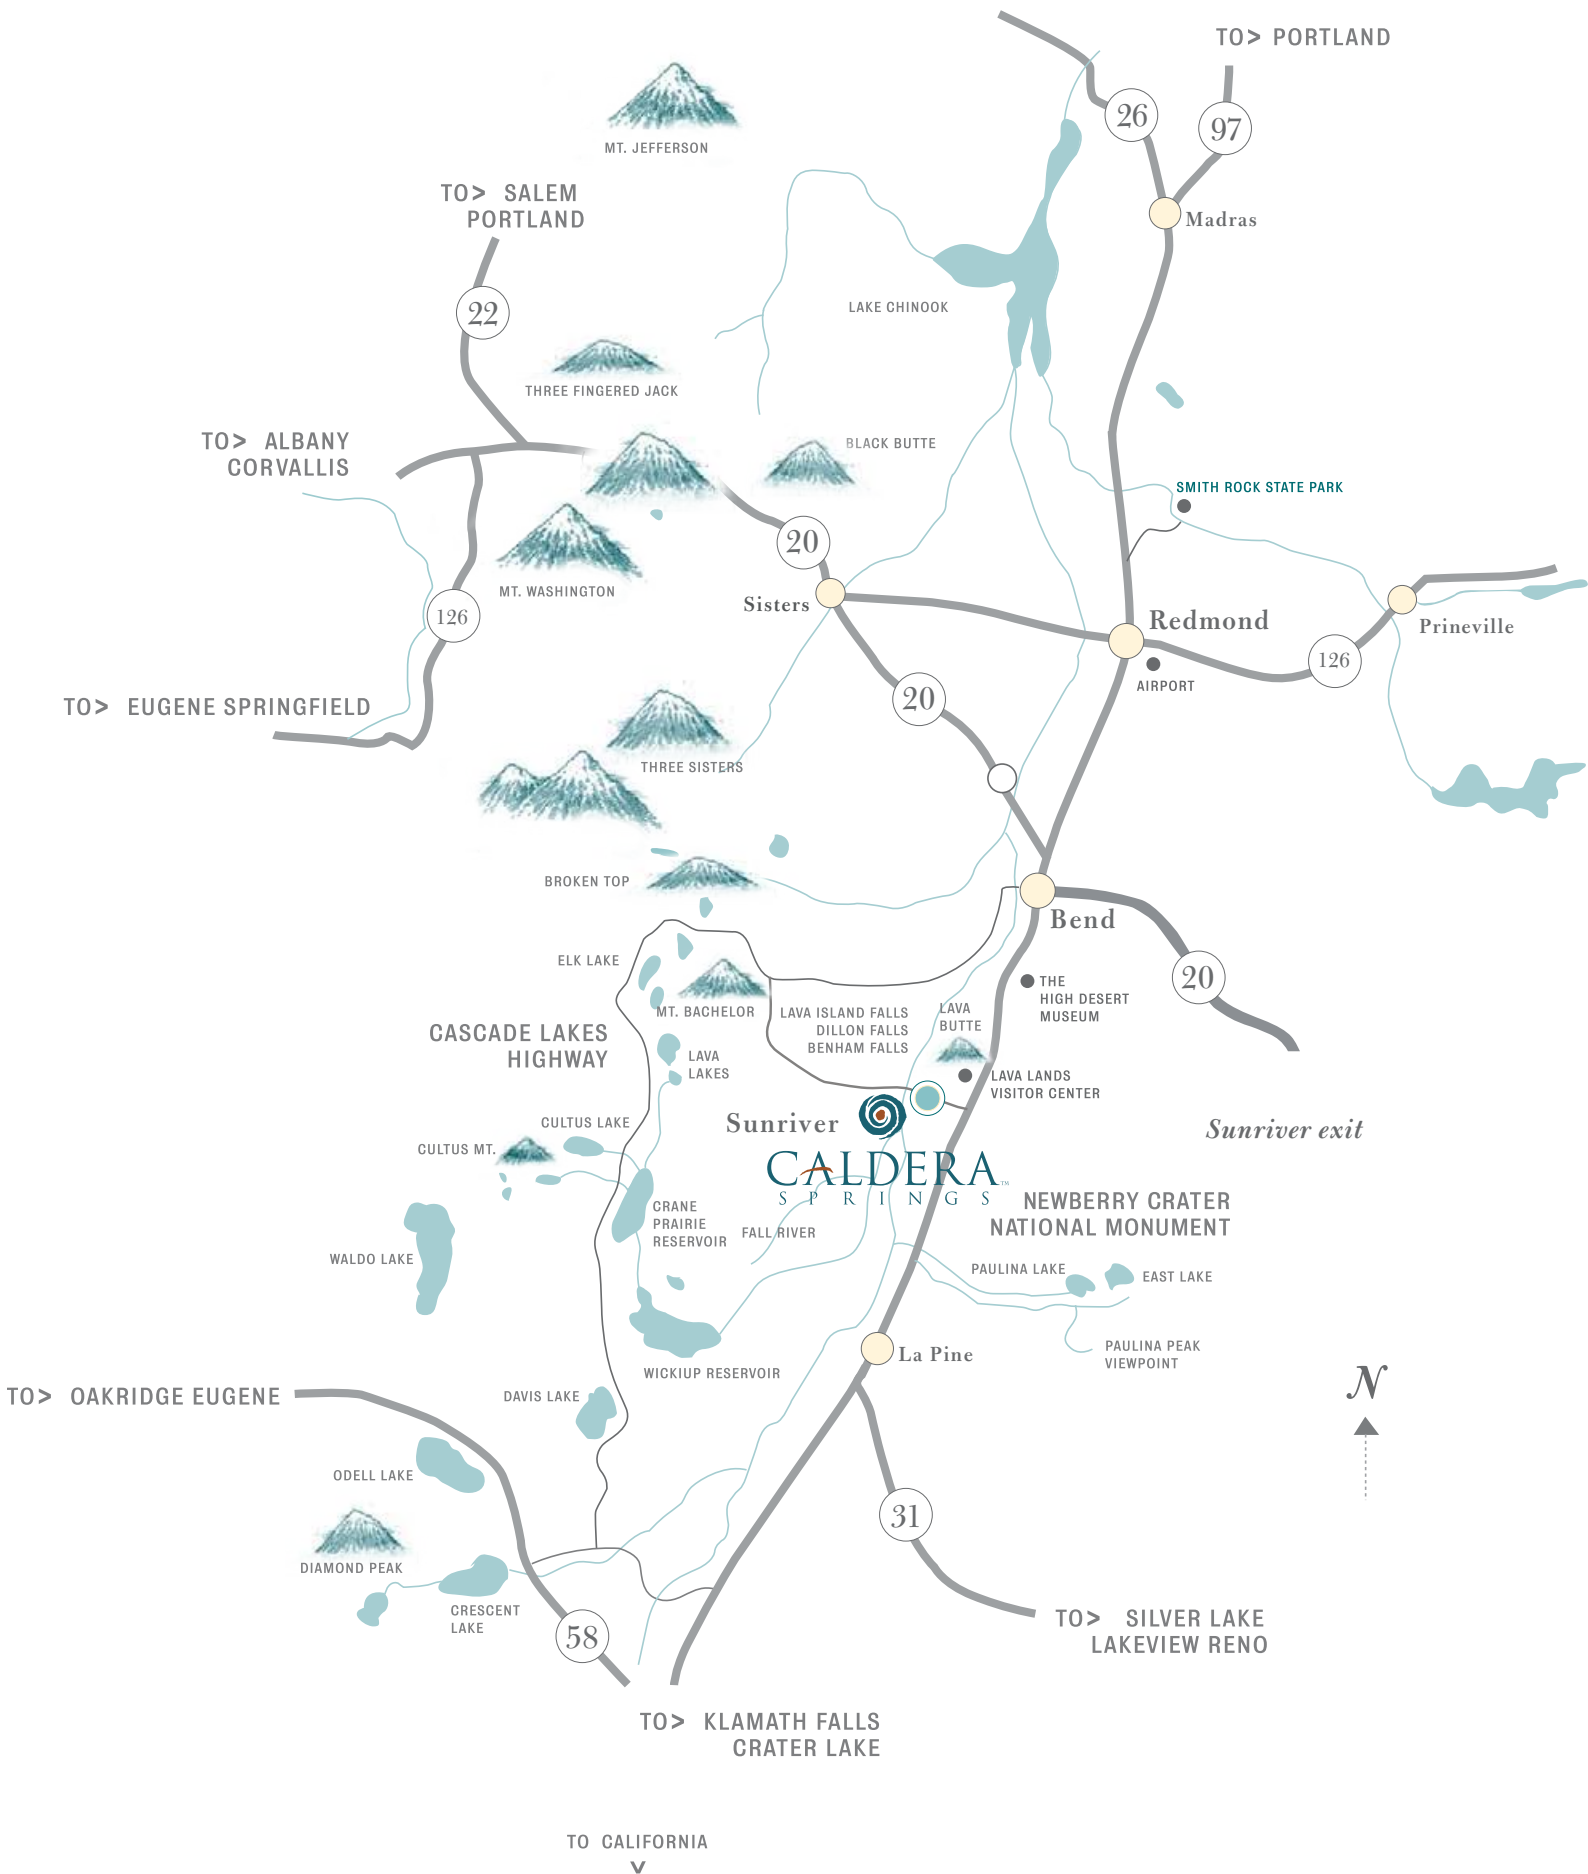 TO> PORTLAND
26
97
MT. JEFFERSON
TO> SALEM
PORTLAND
Madras
22
LAKE CHINOOK
THREE FINGERED JACK
TO> ALBANY
CORVALLIS
BLACK BUTTE
SMITH ROCK STATE PARK
20
MT. WASHINGTON
Sisters
126
Redmond
Prineville
126
AIRPORT
20
TO> EUGENE SPRINGFIELD
THREE SISTERS
BROKEN TOP
Bend
ELK LAKE
20
THE
HIGH DESERT
MUSEUM
MT. BACHELOR
LAVA ISLAND FALLS
DILLON FALLS
BENHAM FALLS
LAVA
BUTTE
CASCADE LAKES
HIGHWAY
LAVA
LAKES
LAVA LANDS
VISITOR CENTER
Sunriver
CULTUS LAKE
Sunriver exit
CULTUS MT.
CALDERA™
SPRINGS
CRANE
PRAIRIE
RESERVOIR
FALL RIVER
NEWBERRY CRATER
NATIONAL MONUMENT
WALDO LAKE
PAULINA LAKE
EAST LAKE
PAULINA PEAK
VIEWPOINT
La Pine
WICKIUP RESERVOIR
N
TO> OAKRIDGE EUGENE
DAVIS LAKE
ODELL LAKE
31
DIAMOND PEAK
CRESCENT
LAKE
58
TO> SILVER LAKE
LAKEVIEW RENO
TO> KLAMATH FALLS
CRATER LAKE
TO CALIFORNIA
>